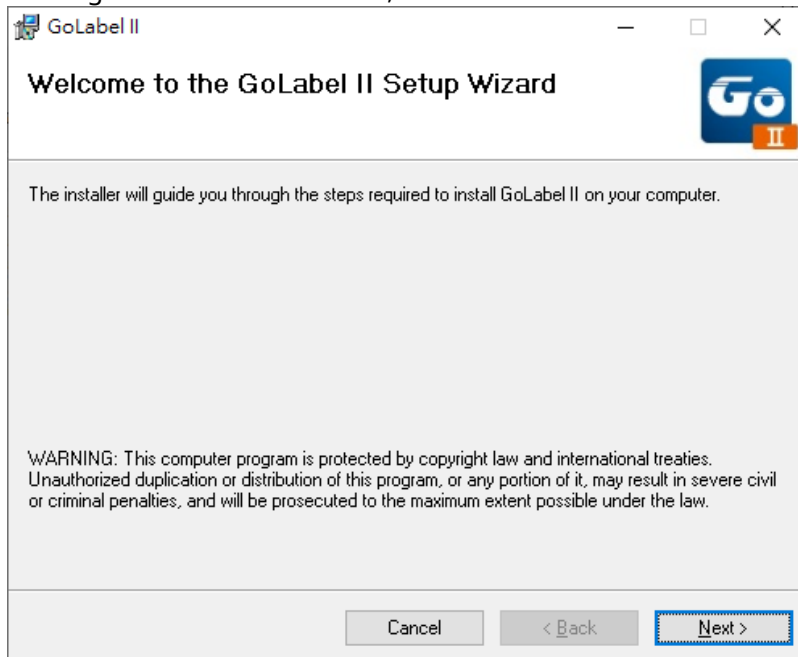 GoLabel II
Welcome to the GoLabel II Setup Wizard
Go
II
The installer will guide you through the steps required to install GoLabel II on your computer.
WARNING: This computer program is protected by copyright law and international treaties.
Unauthorized duplication or distribution of this program, or any portion of it, may result in severe civil
or criminal penalties, and will be prosecuted to the maximum extent possible under the law.
Cancel
< Back
Next >